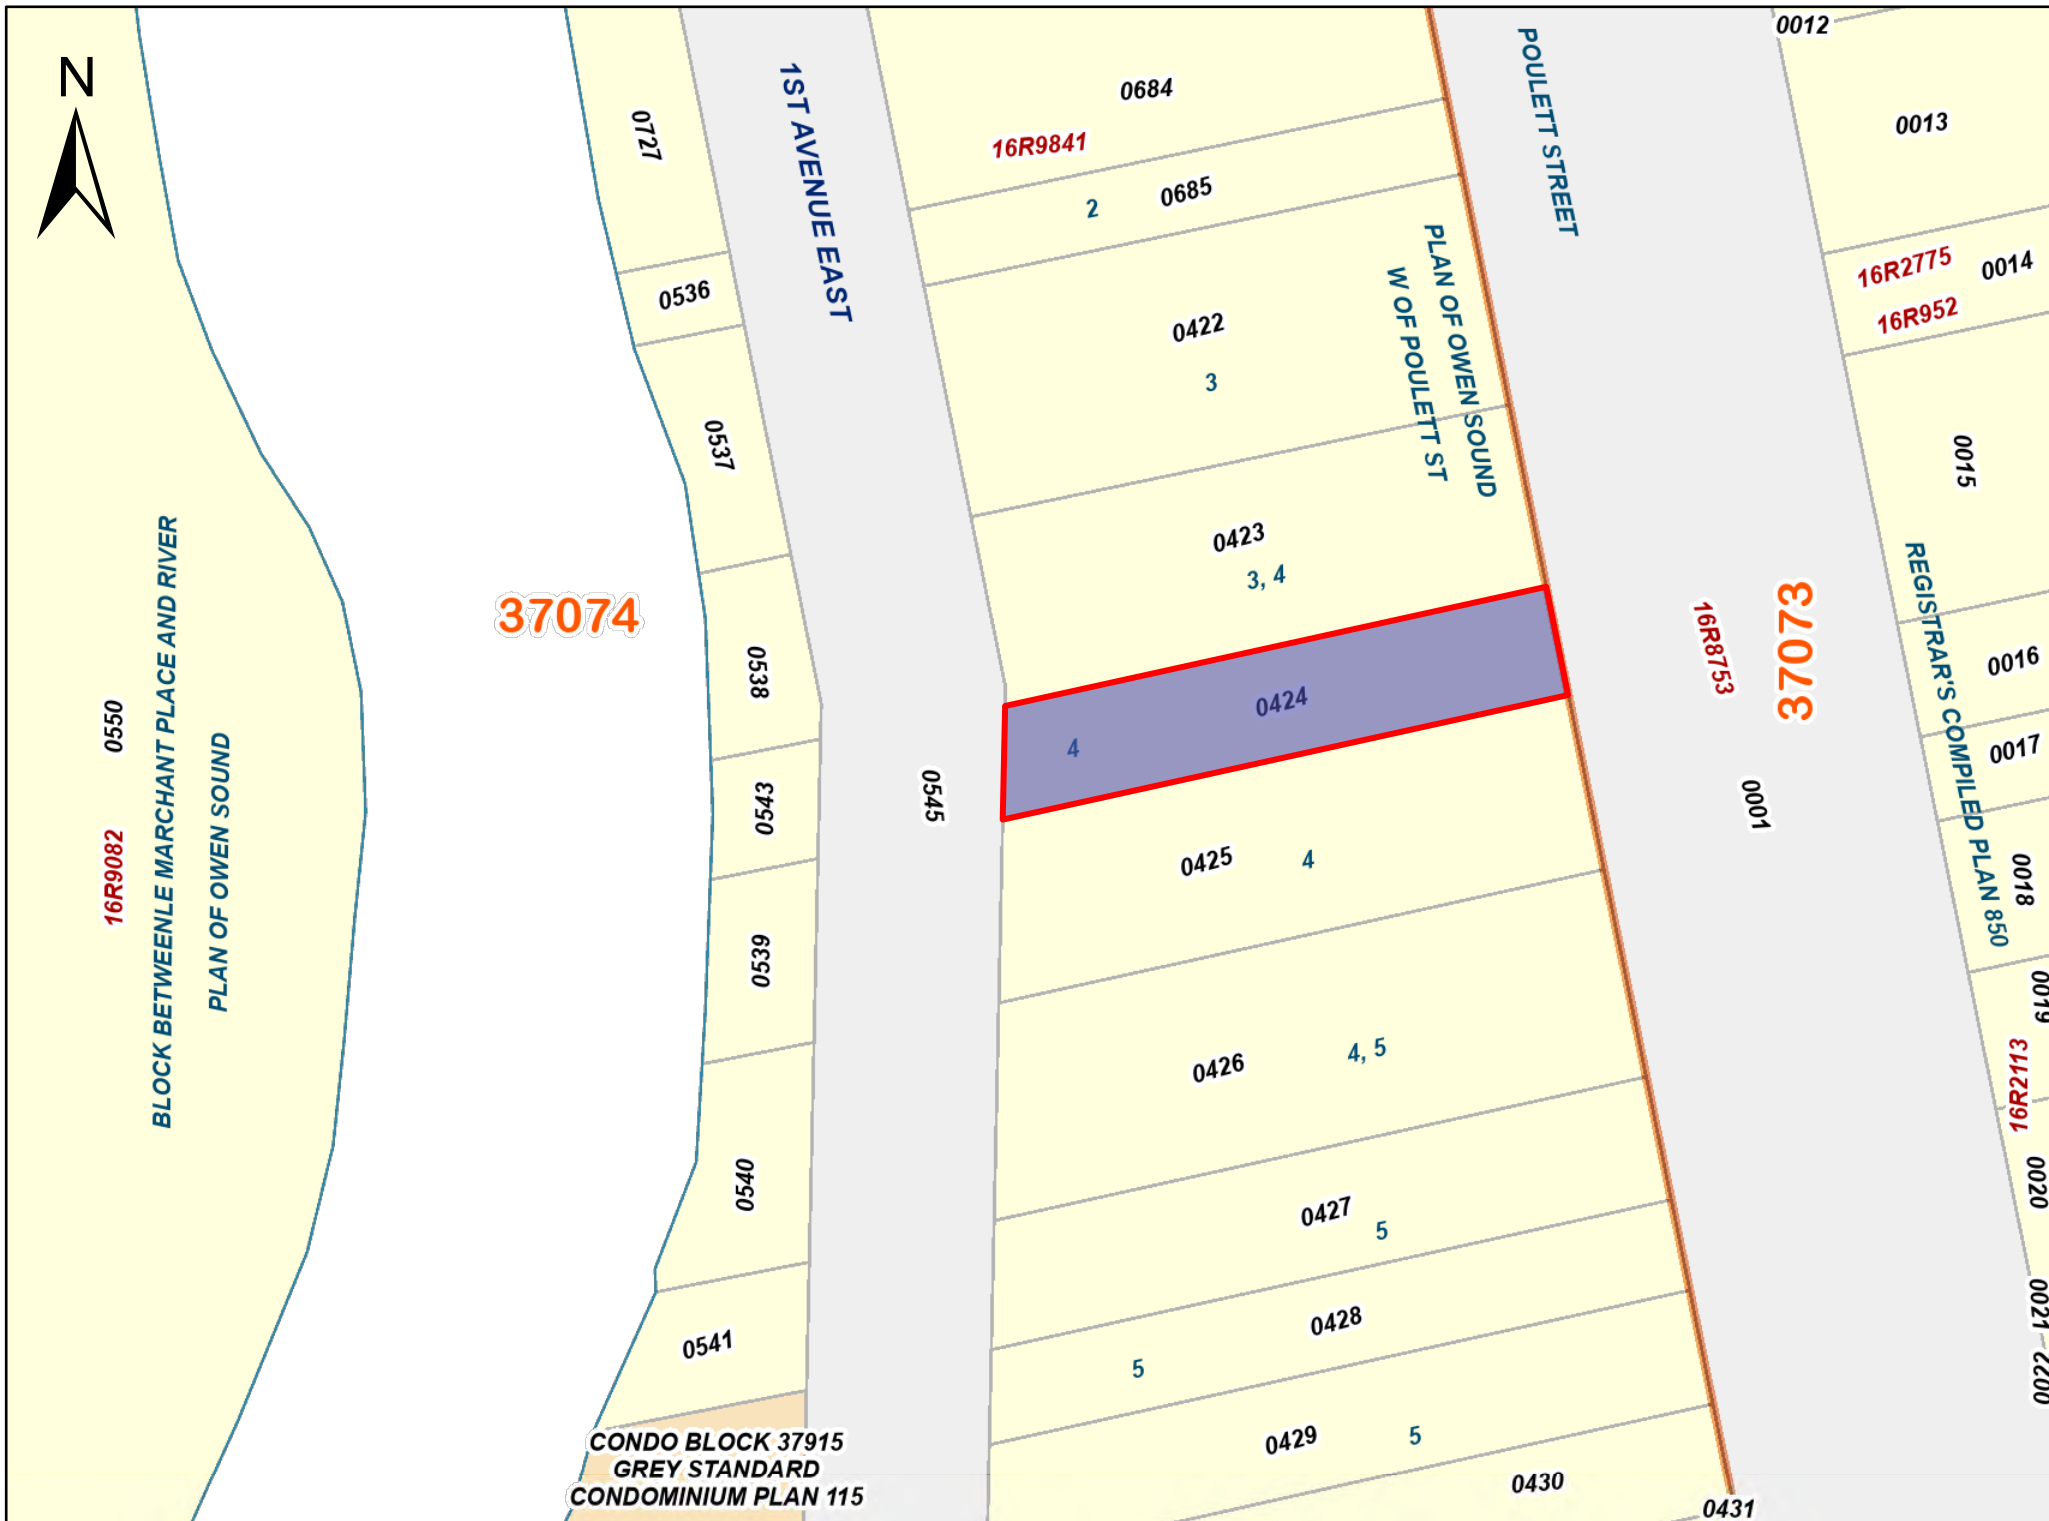 N
0012
0684
0013
0727
1ST AVENUE EAST
POULETT STREET
16R9841
2
0685
16R2775
0014
16R952
0536
PLAN OF OWEN SOUND
W OF POULETT ST
0422
3
0537
0015
0423
3, 4
37074
16R8753
37073
REGISTRAR'S COMPILED PLAN 850
0016
0538
0424
4
0550
BLOCK BETWEENLE MARCHANT PLACE AND RIVER
PLAN OF OWEN SOUND
16R9082
0017
0543
0545
0001
0425
4
0018
0539
0019
0426
4, 5
16R2113
0540
0020
0427
5
0021
0428
5
0541
0022
0429
5
CONDO BLOCK 37915
GREY STANDARD
CONDOMINIUM PLAN 115
0430
0431